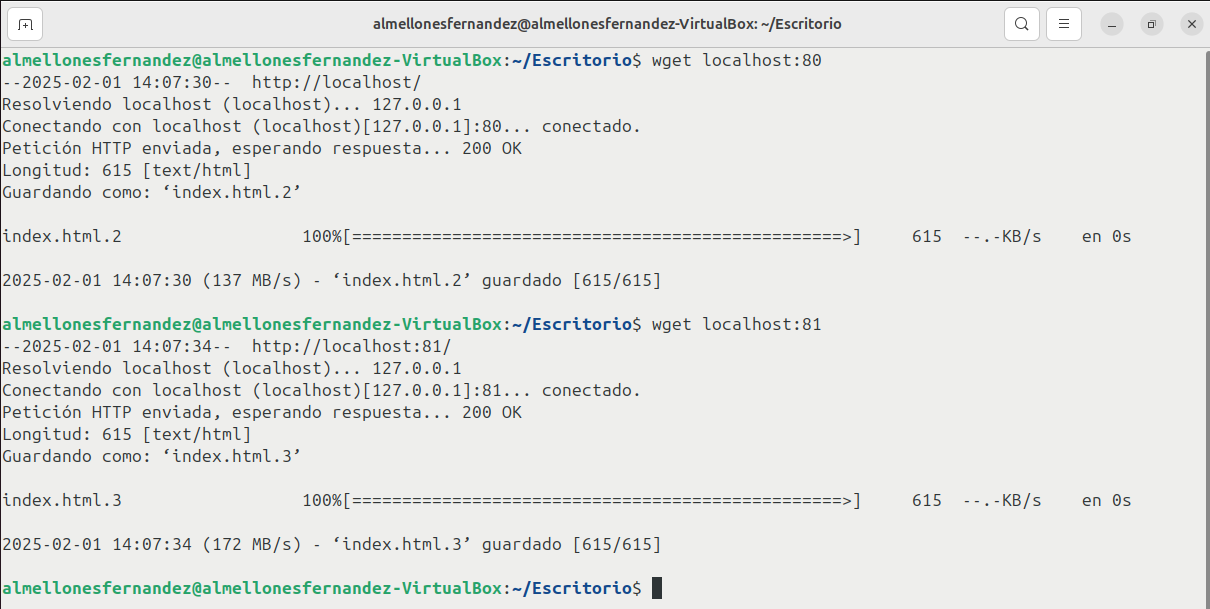 almellonesfernandez@almellonesfernandez-VirtualBox: ~/Escritorio
almellonesfernandez@almellonesfernandez-VirtualBox:~/Escritorio$ wget localhost:80
--2025-02-01 14:07:30--  http://localhost/
Resolviendo localhost (localhost)... 127.0.0.1
Conectando con localhost (localhost)[127.0.0.1]:80... conectado.
Petición HTTP enviada, esperando respuesta... 200 OK
Longitud: 615 [text/html]
Guardando como: ‘index.html.2’
index.html.2                  100%[=================================================>]     615  --.-KB/s    en 0s
2025-02-01 14:07:30 (137 MB/s) - ‘index.html.2’ guardado [615/615]
almellonesfernandez@almellonesfernandez-VirtualBox:~/Escritorio$ wget localhost:81
--2025-02-01 14:07:34--  http://localhost:81/
Resolviendo localhost (localhost)... 127.0.0.1
Conectando con localhost (localhost)[127.0.0.1]:81... conectado.
Petición HTTP enviada, esperando respuesta... 200 OK
Longitud: 615 [text/html]
Guardando como: ‘index.html.3’
index.html.3                  100%[=================================================>]     615  --.-KB/s    en 0s
2025-02-01 14:07:34 (172 MB/s) - ‘index.html.3’ guardado [615/615]
almellonesfernandez@almellonesfernandez-VirtualBox:~/Escritorio$